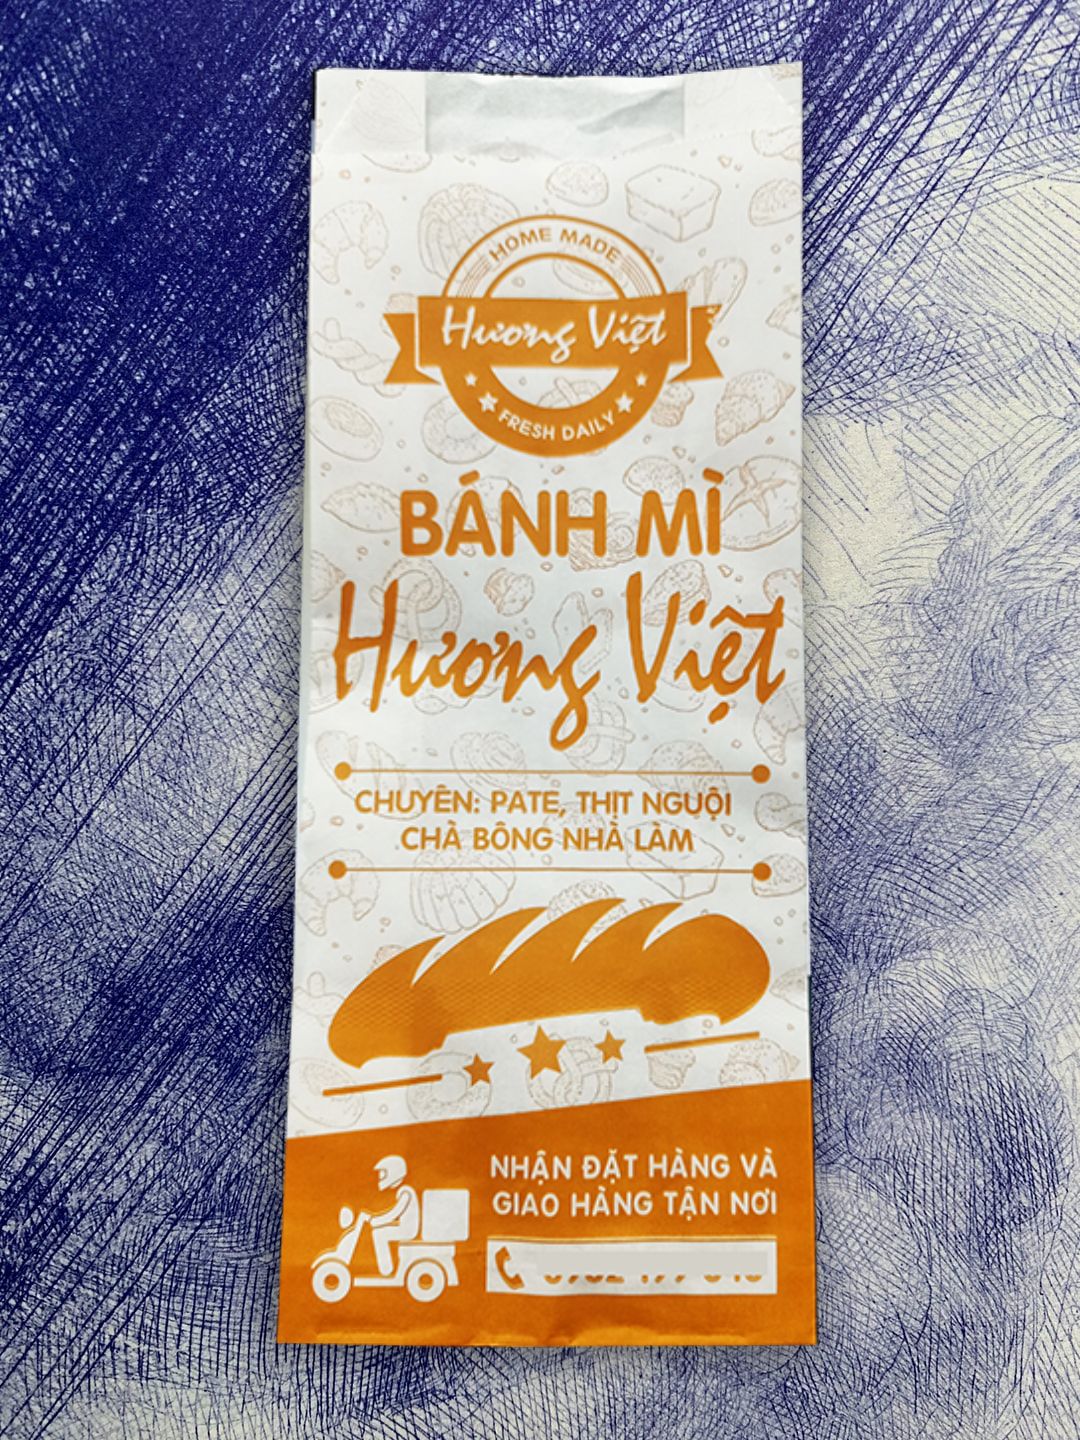 HOME MADE
Hương Việt
FRESH DAILY
BÁNH MÌ
Hương Việt
CHUYÊN: PATE, THỊT NGUỘI
CHÀ BÔNG NHÀ LÀM
NHẬN ĐẶT HÀNG VÀ
GIAO HÀNG TẬN NƠI